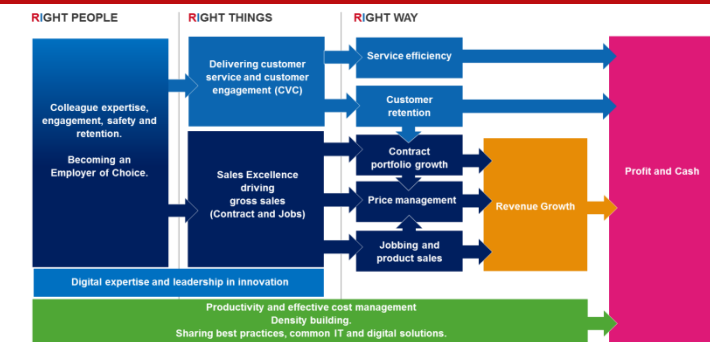 RIGHT PEOPLE
RIGHT THINGS
RIGHT WAY
Colleague expertise,
engagement, safety and
retention.
Becoming an
Employer of Choice.
Delivering customer
service and customer
engagement (CVC)
Sales Excellence
driving
gross sales
(Contract and Jobs)
Service efficiency
Customer
retention
Contract
portfolio growth
Price management
Jobbing and
product sales
Revenue Growth
Profit and Cash
Digital expertise and leadership in innovation
Productivity and effective cost management
Density building.
Sharing best practices, common IT and digital solutions.